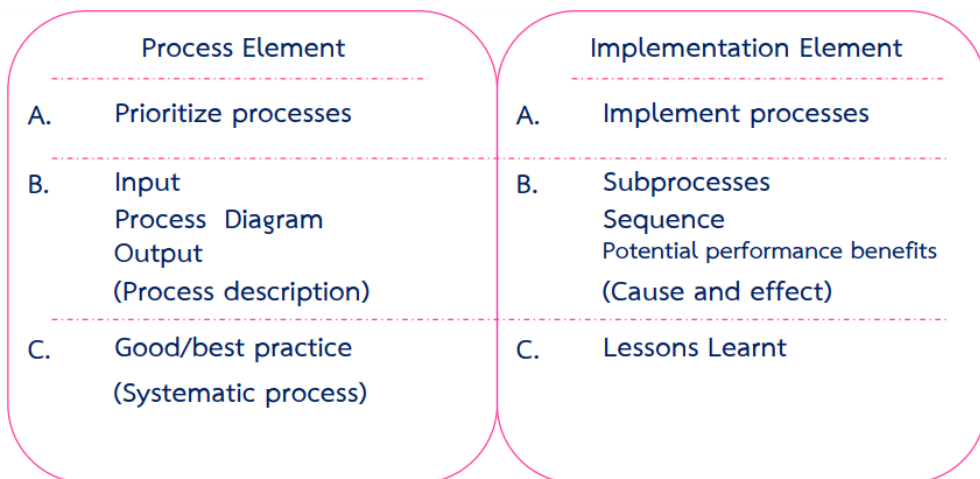 Process Element
A. Prioritize processes
B. Input
Process Diagram
Output
(Process description)
C. Good/best practice
(Systematic process)
Implementation Element
A. Implement processes
B. Subprocesses
Sequence
Potential performance benefits
(Cause and effect)
C. Lessons Learnt